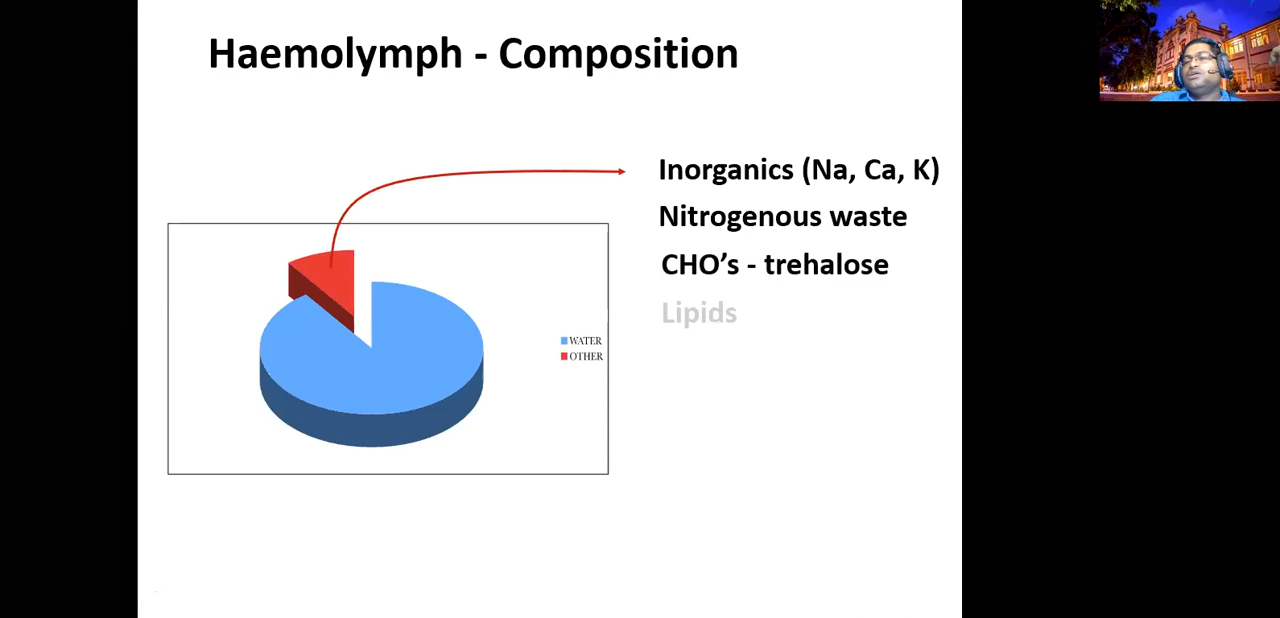 Haemolymph - Composition
Inorganics (Na, Ca, K)
Nitrogenous waste
CHO’s - trehalose
Lipids
WATER
OTHER